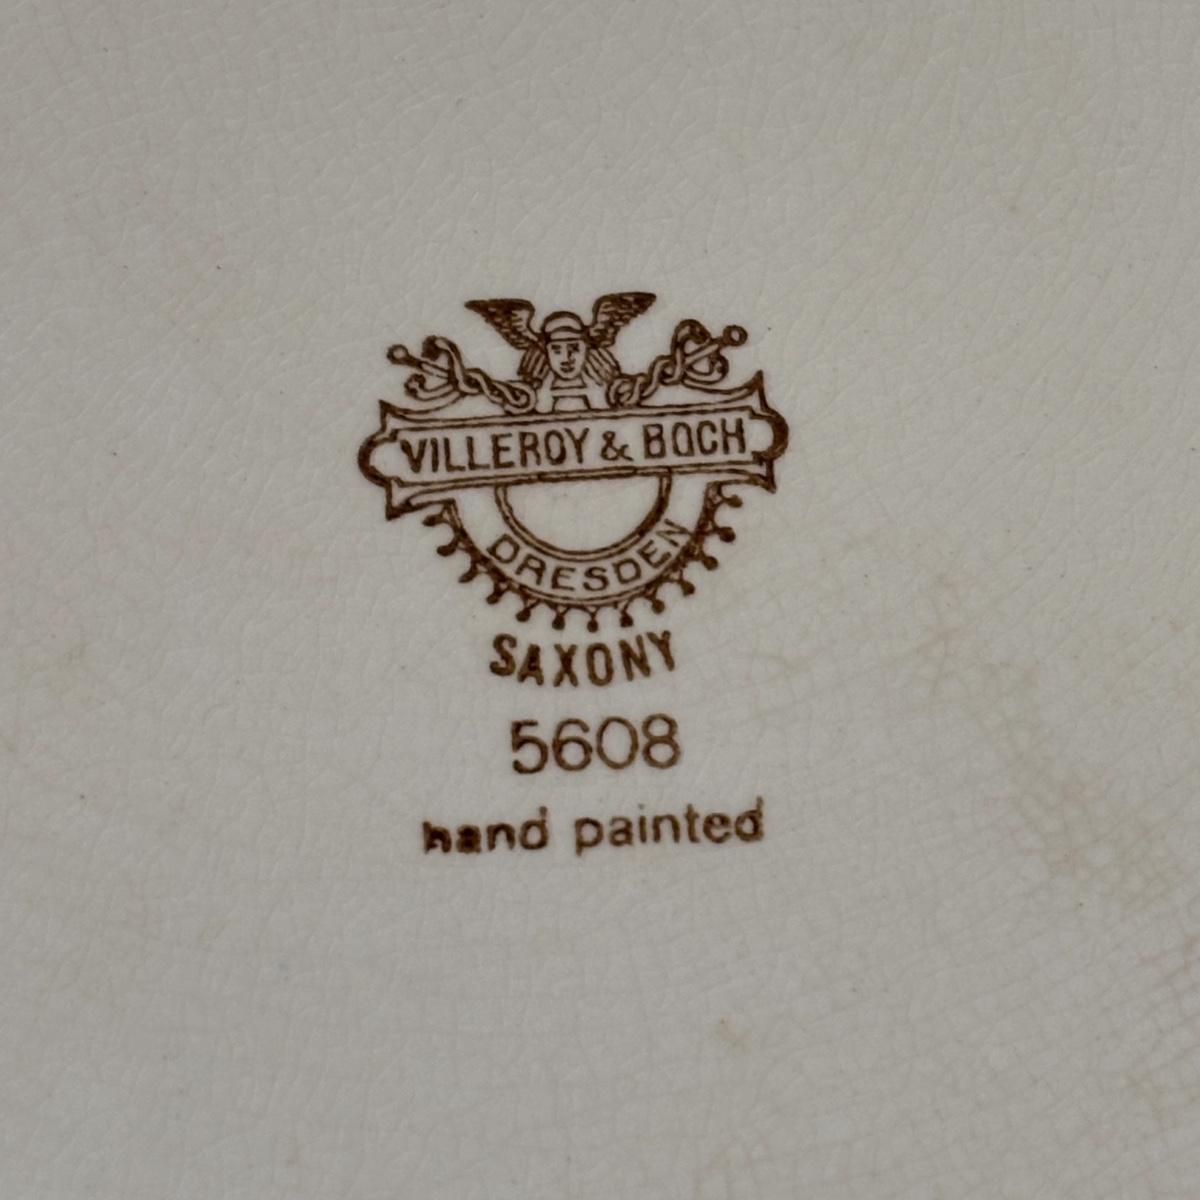 VILLEROY & BOCH
DRESDEN
SAXONY
5608
hand painted